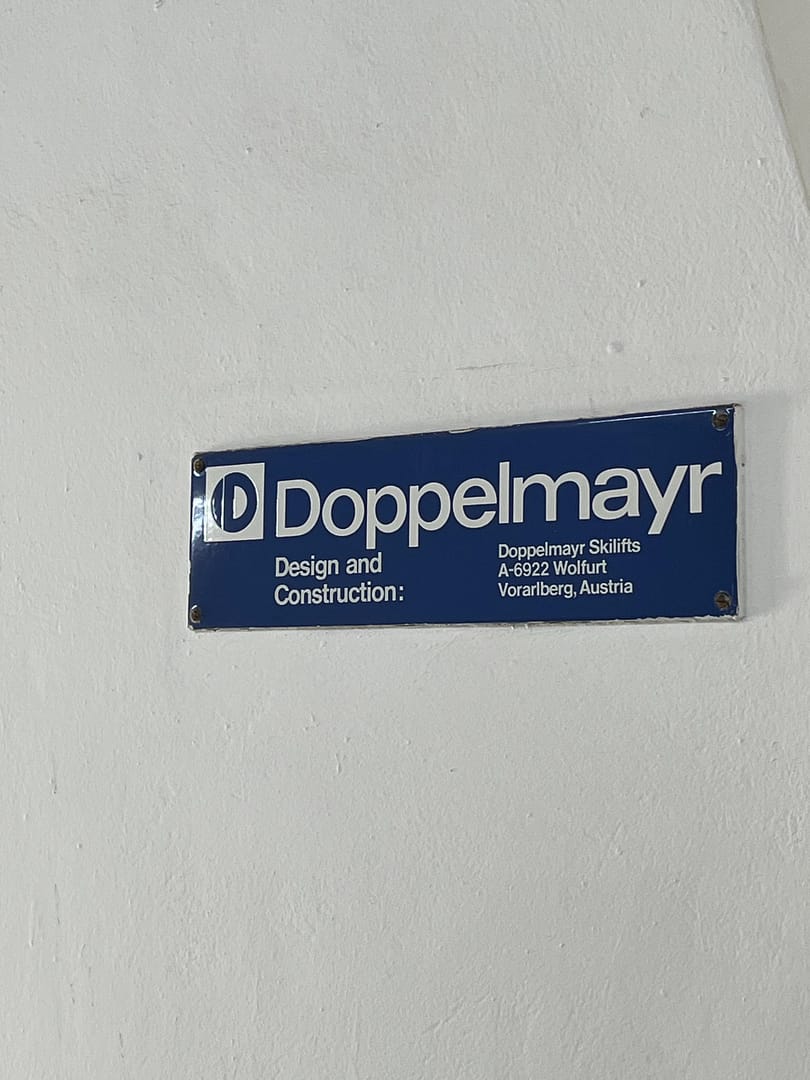 D Doppelmayr
Design and
Construction:
Doppelmayr Skilifts
A-6922 Wolfurt
Vorarlberg, Austria